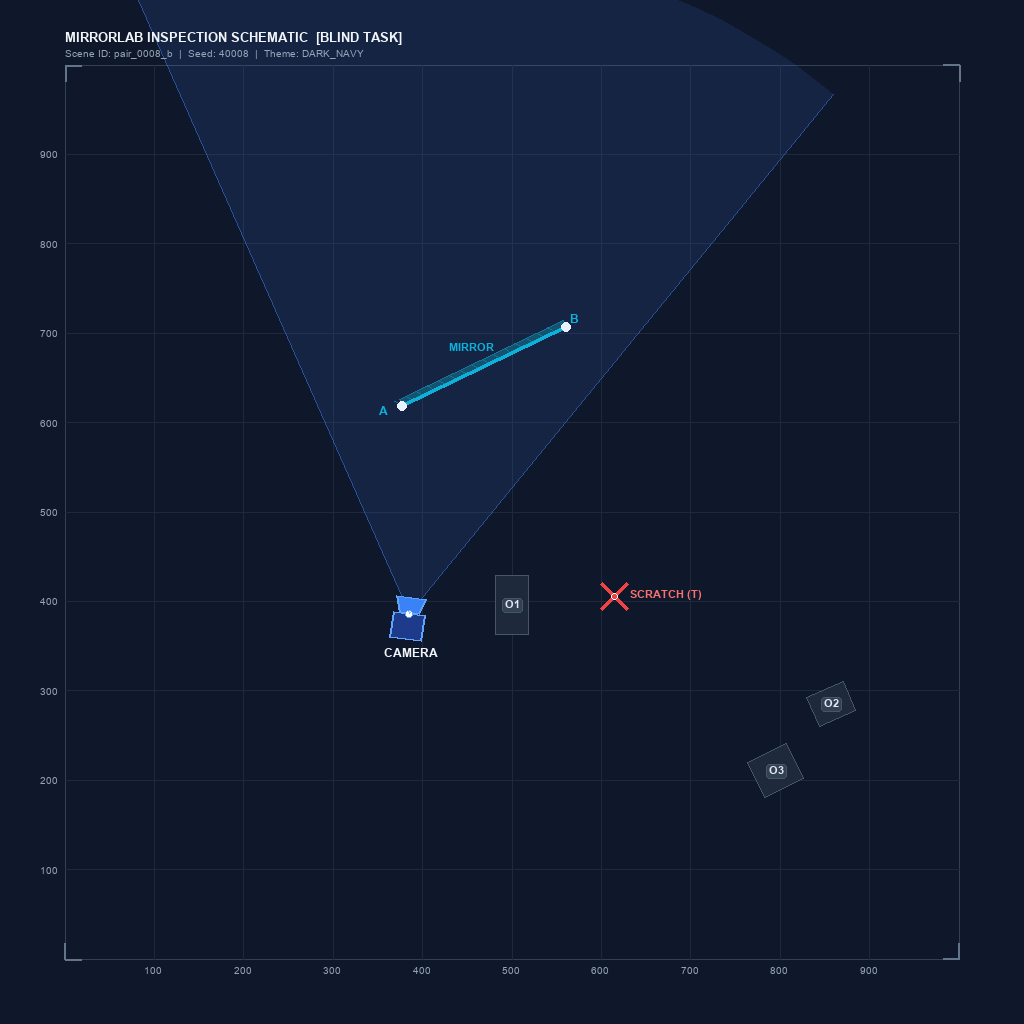 MIRRORLAB INSPECTION SCHEMATIC [BLIND TASK]
Scene ID: pair_0008_b | Seed: 40008 | Theme: DARK_NAVY
900
800
B
MIRROR
700
A
600
500
400
O1
SCRATCH (T)
CAMERA
300
O2
O3
200
100
100 200 300 400 500 600 700 800 900